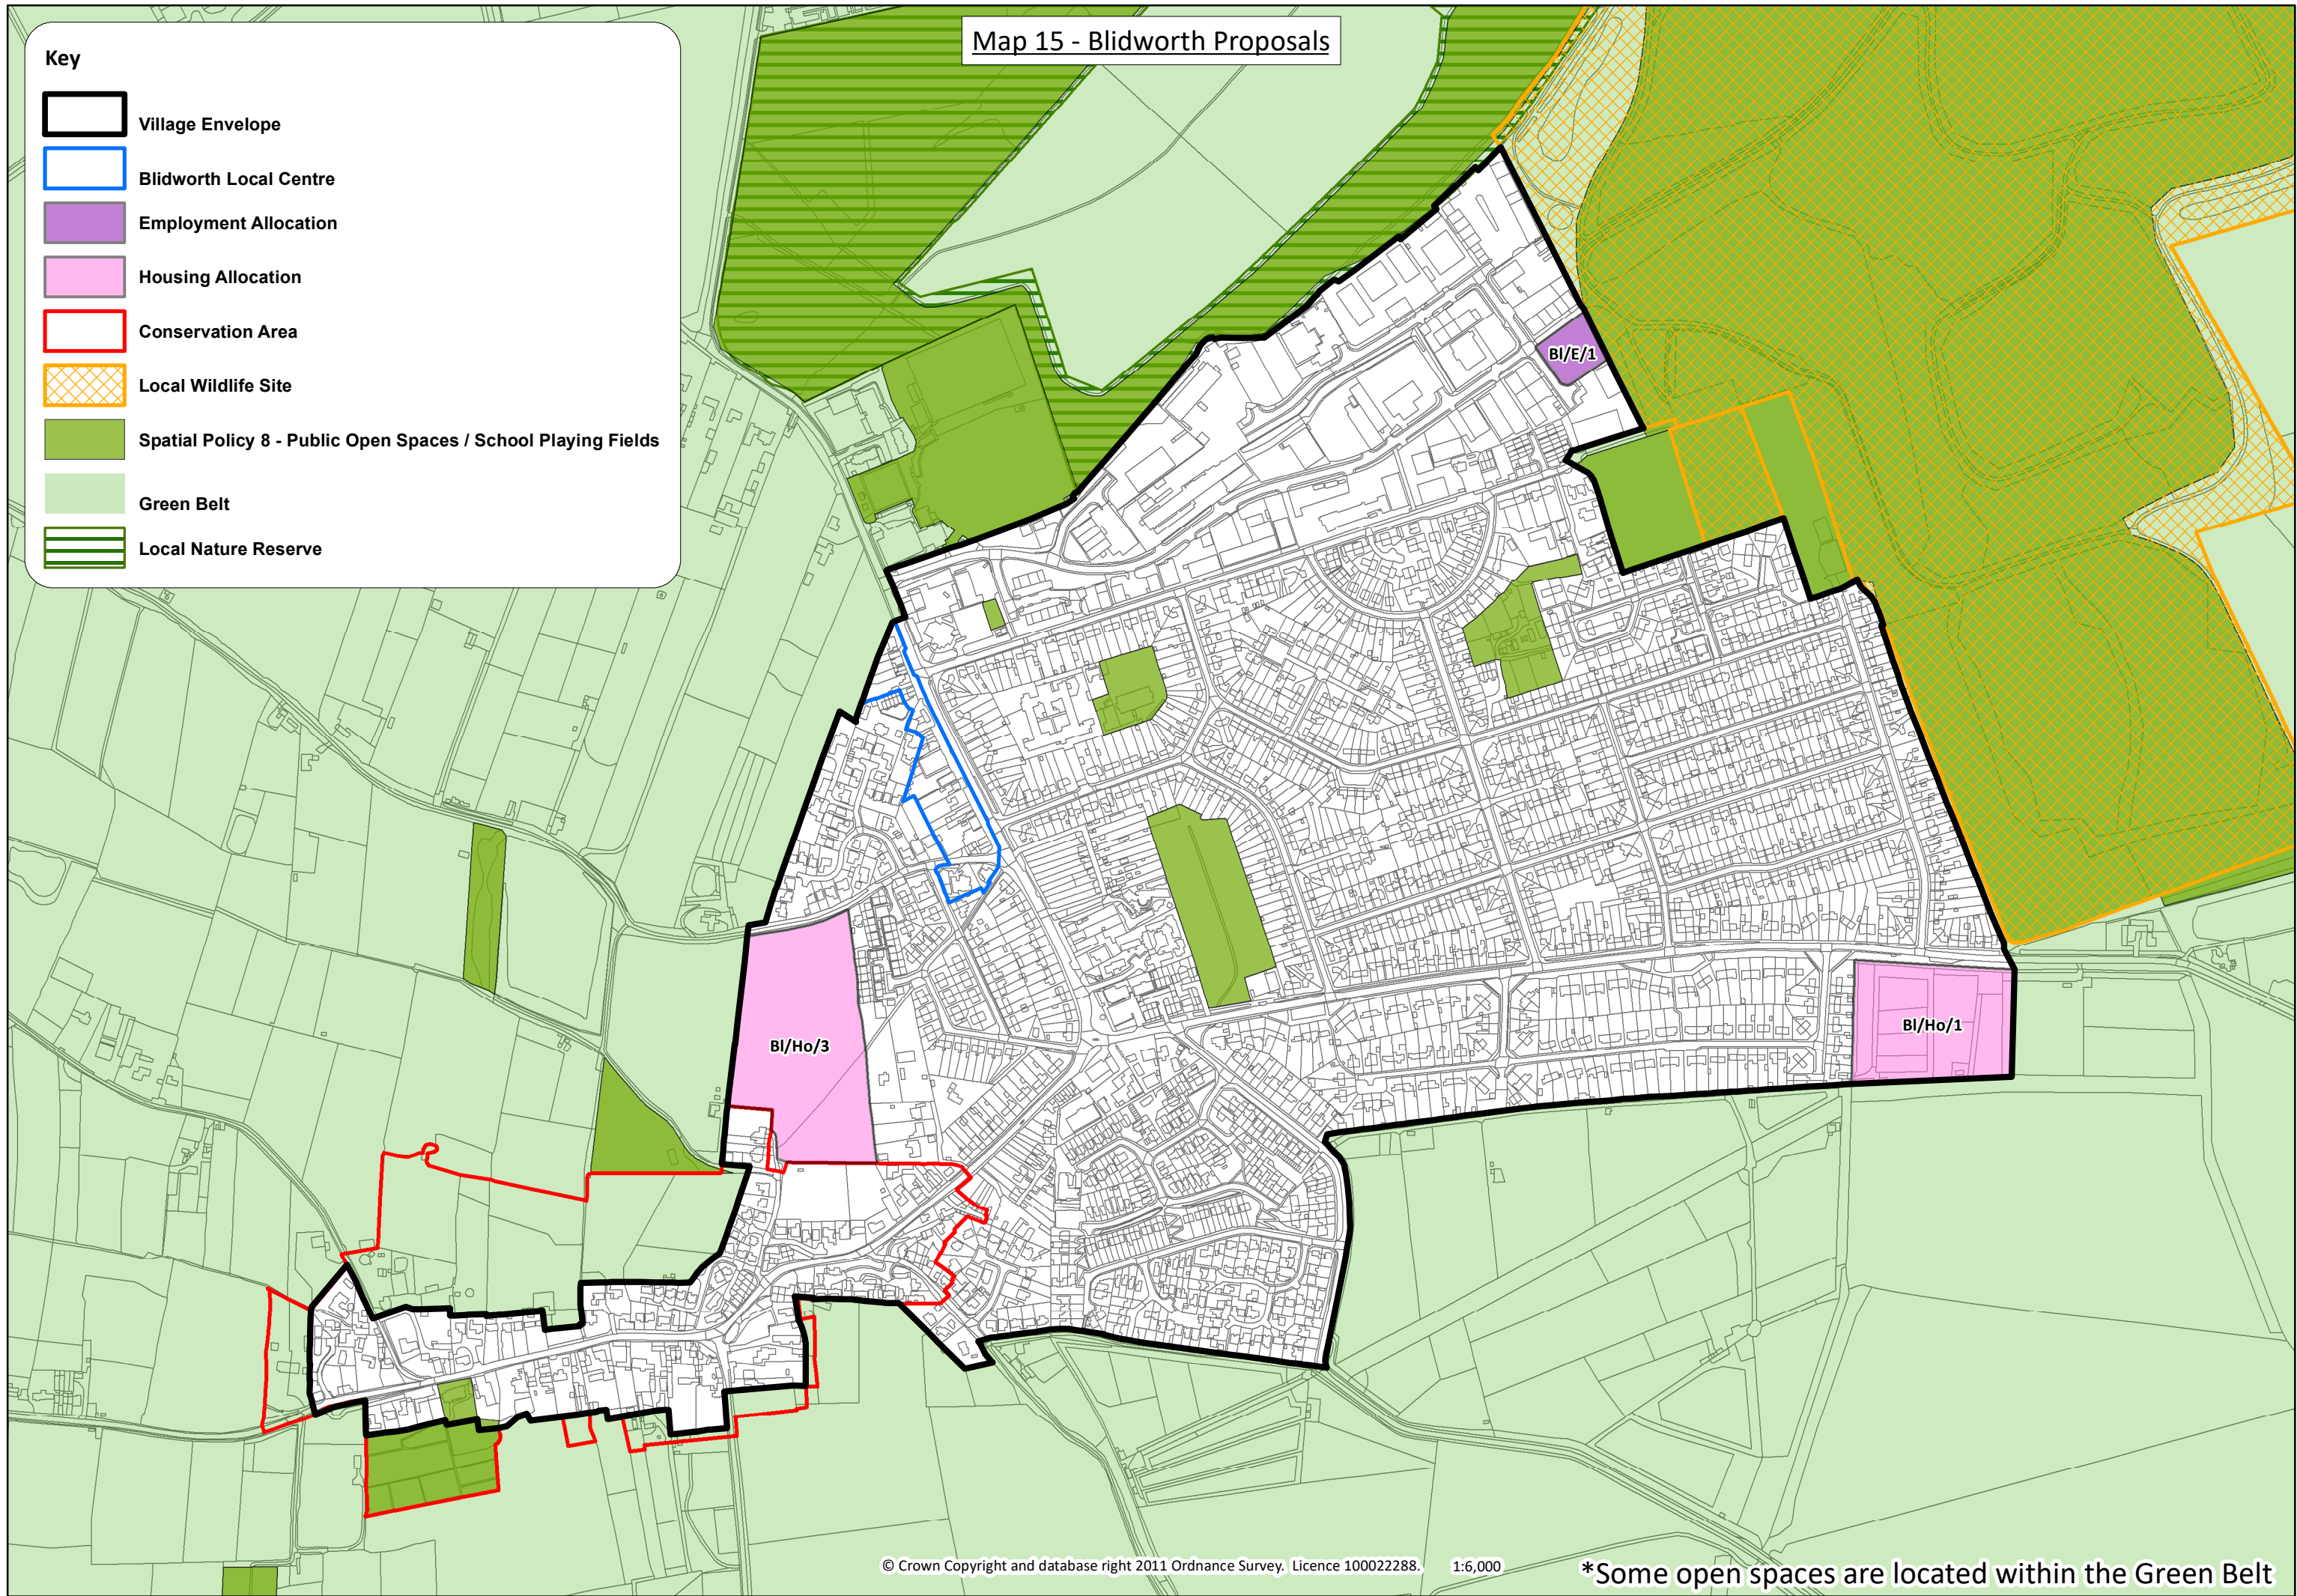 Map 15 - Blidworth Proposals
Key
Village Envelope
Blidworth Local Centre
Employment Allocation
Housing Allocation
Conservation Area
Local Wildlife Site
Spatial Policy 8 - Public Open Spaces / School Playing Fields
Green Belt
Local Nature Reserve
Bl/E/1
Bl/Ho/1
Bl/Ho/3
© Crown Copyright and database right 2011 Ordnance Survey. Licence 100022288. 1:6,000
*Some open spaces are located within the Green Belt